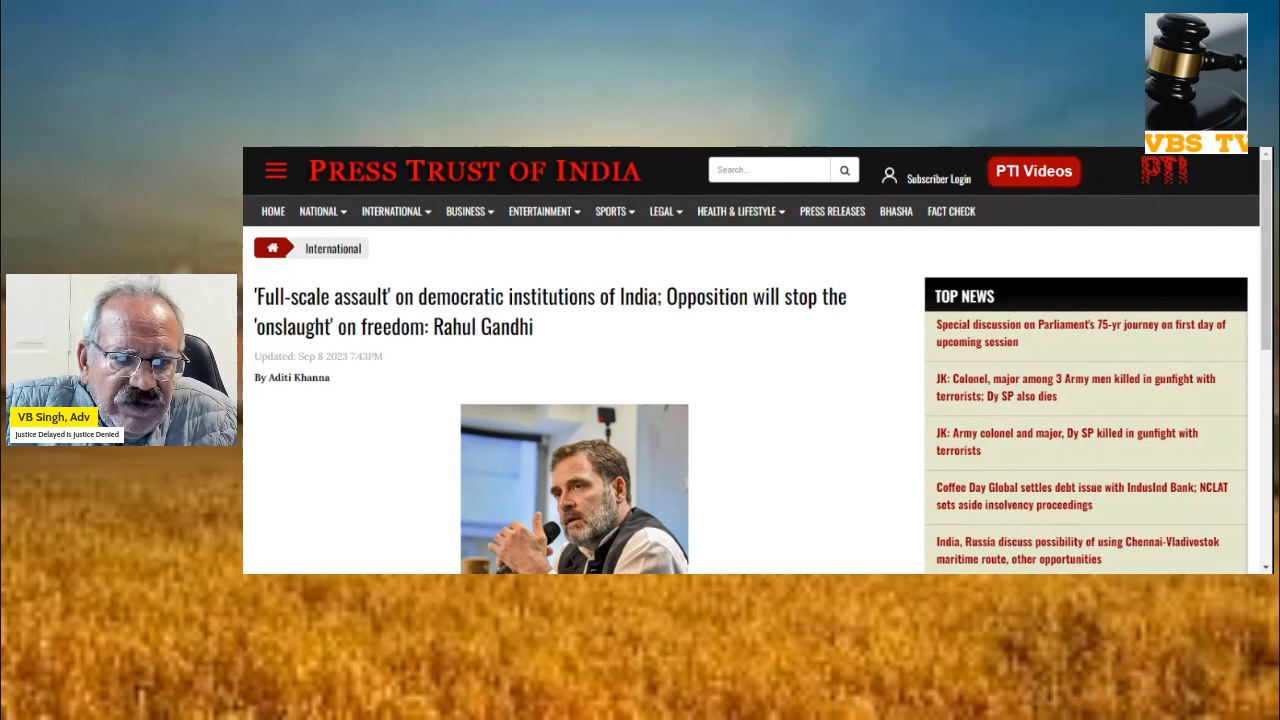 VBS TV
PRESS TRUST OF INDIA
Search...
Subscriber Login
PTI Videos
PTI
HOME NATIONAL INTERNATIONAL BUSINESS ENTERTAINMENT SPORTS LEGAL HEALTH & LIFESTYLE PRESS RELEASES BHASHA FACT CHECK
International
'Full-scale assault' on democratic institutions of India; Opposition will stop the
'onslaught' on freedom: Rahul Gandhi
Updated: Sep 8 2023 7:43PM
By Aditi Khanna
TOP NEWS
Special discussion on Parliament's 75-yr journey on first day of
upcoming session
JK: Colonel, major among 3 Army men killed in gunfight with
terrorists; Dy SP also dies
JK: Army colonel and major, Dy SP killed in gunfight with
terrorists
Coffee Day Global settles debt issue with IndusInd Bank; NCLAT
sets aside insolvency proceedings
India, Russia discuss possibility of using Chennai-Vladivostok
maritime route, other opportunities
VB Singh, Adv
Justice Delayed is Justice Denied